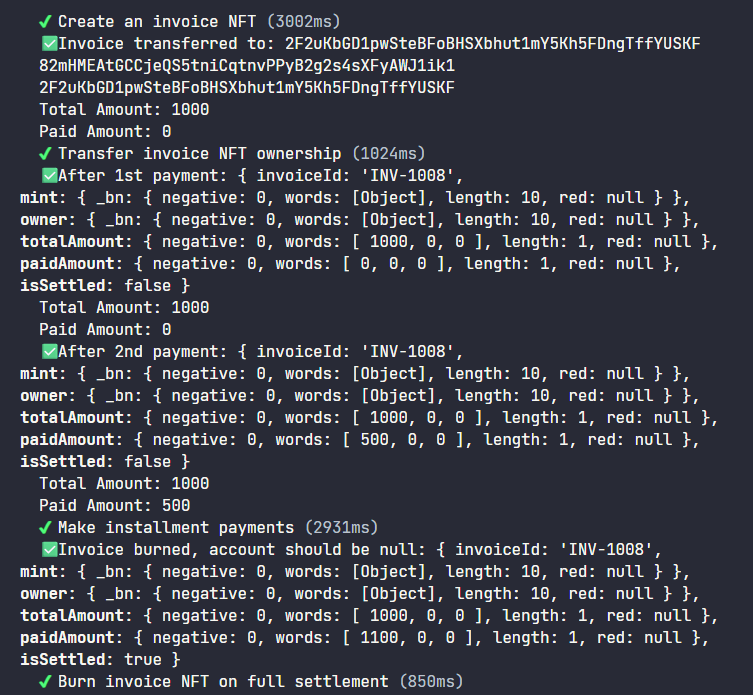 ✔ Create an invoice NFT (3002ms)
✅Invoice transferred to: 2F2uKbGD1pwSteBFoBHSXbhut1mY5Kh5FDngTffYUSKF
82mHMEAtGCCjeQS5tniCqtnvPPyB2g2s4sXFyAWJ1ik1
2F2uKbGD1pwSteBFoBHSXbhut1mY5Kh5FDngTffYUSKF
Total Amount: 1000
Paid Amount: 0
✔ Transfer invoice NFT ownership (1024ms)
✅After 1st payment: { invoiceId: 'INV-1008',
mint: { _bn: { negative: 0, words: [Object], length: 10, red: null } },
owner: { _bn: { negative: 0, words: [Object], length: 10, red: null } },
totalAmount: { negative: 0, words: [ 1000, 0, 0 ], length: 1, red: null },
paidAmount: { negative: 0, words: [ 0, 0, 0 ], length: 1, red: null },
isSettled: false }
Total Amount: 1000
Paid Amount: 0
✅After 2nd payment: { invoiceId: 'INV-1008',
mint: { _bn: { negative: 0, words: [Object], length: 10, red: null } },
owner: { _bn: { negative: 0, words: [Object], length: 10, red: null } },
totalAmount: { negative: 0, words: [ 1000, 0, 0 ], length: 1, red: null },
paidAmount: { negative: 0, words: [ 500, 0, 0 ], length: 1, red: null },
isSettled: false }
Total Amount: 1000
Paid Amount: 500
✔ Make installment payments (2931ms)
✅Invoice burned, account should be null: { invoiceId: 'INV-1008',
mint: { _bn: { negative: 0, words: [Object], length: 10, red: null } },
owner: { _bn: { negative: 0, words: [Object], length: 10, red: null } },
totalAmount: { negative: 0, words: [ 1000, 0, 0 ], length: 1, red: null },
paidAmount: { negative: 0, words: [ 1100, 0, 0 ], length: 1, red: null },
isSettled: true }
✔ Burn invoice NFT on full settlement (850ms)